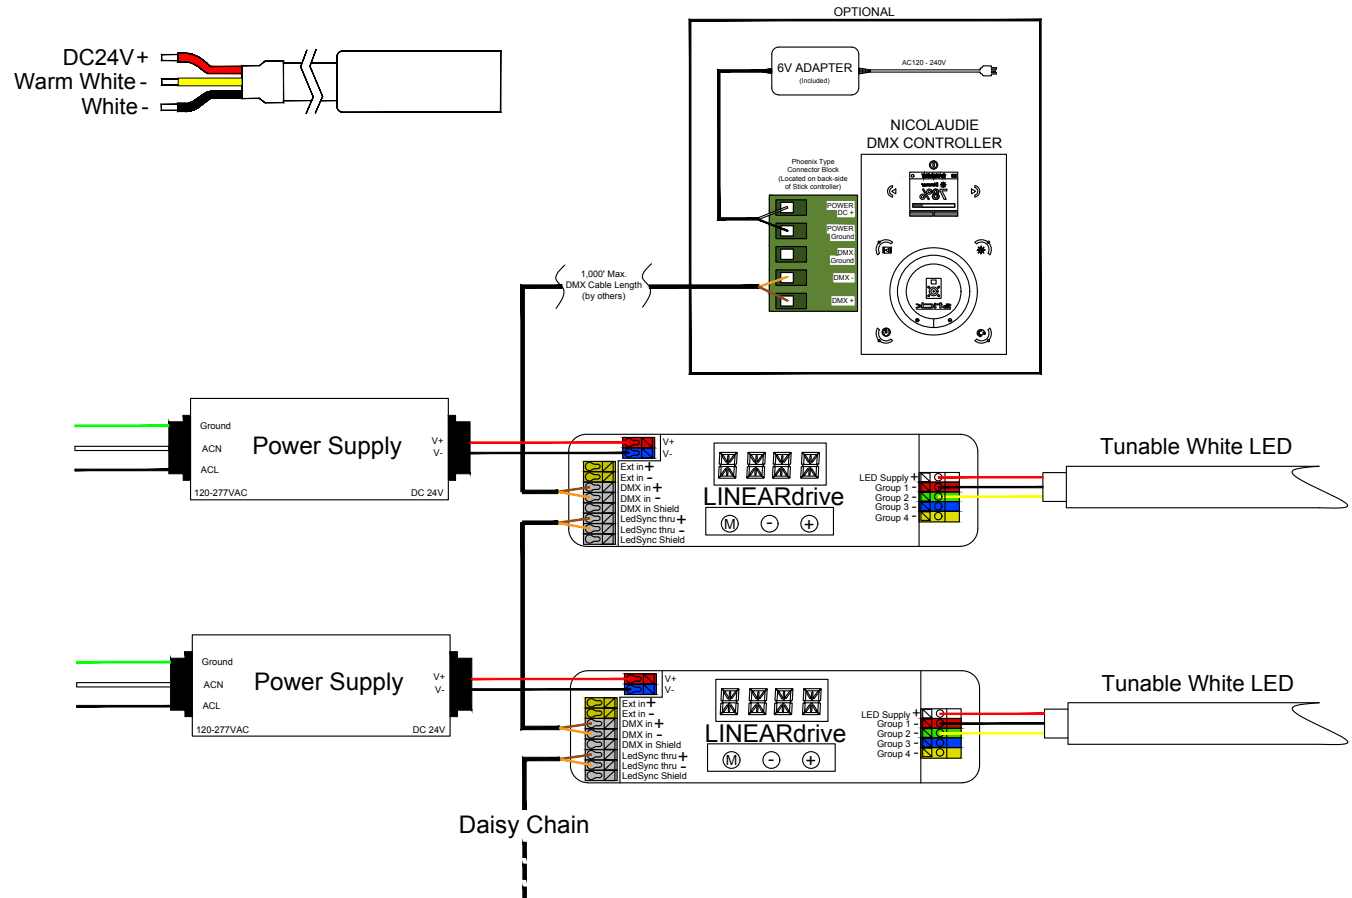 OPTIONAL
DC24V+
Warm White -
White -
6V ADAPTER
(Included)
AC120 - 240V
NICOLAUDIE
DMX CONTROLLER
Phoenix Type
Connector Block
(Located on back-side
of Stick controller)
POWER
DC +
POWER
Ground
DMX
Ground
DMX -
DMX +
1,000' Max.
DMX Cable Length
(by others)
Ground
ACN
ACL
Power Supply
V+
V-
120-277VAC
DC 24V
V+
V-
Ext in +
Ext in -
DMX in +
DMX in -
DMX in Shield
LedSync thru +
LedSync thru -
LedSync Shield
LINEARdrive
M - +
LED Supply +
Group 1 -
Group 2 -
Group 3 -
Group 4 -
Tunable White LED
Ground
ACN
ACL
Power Supply
V+
V-
120-277VAC
DC 24V
V+
V-
Ext in +
Ext in -
DMX in +
DMX in -
DMX in Shield
LedSync thru +
LedSync thru -
LedSync Shield
LINEARdrive
M - +
LED Supply +
Group 1 -
Group 2 -
Group 3 -
Group 4 -
Tunable White LED
Daisy Chain